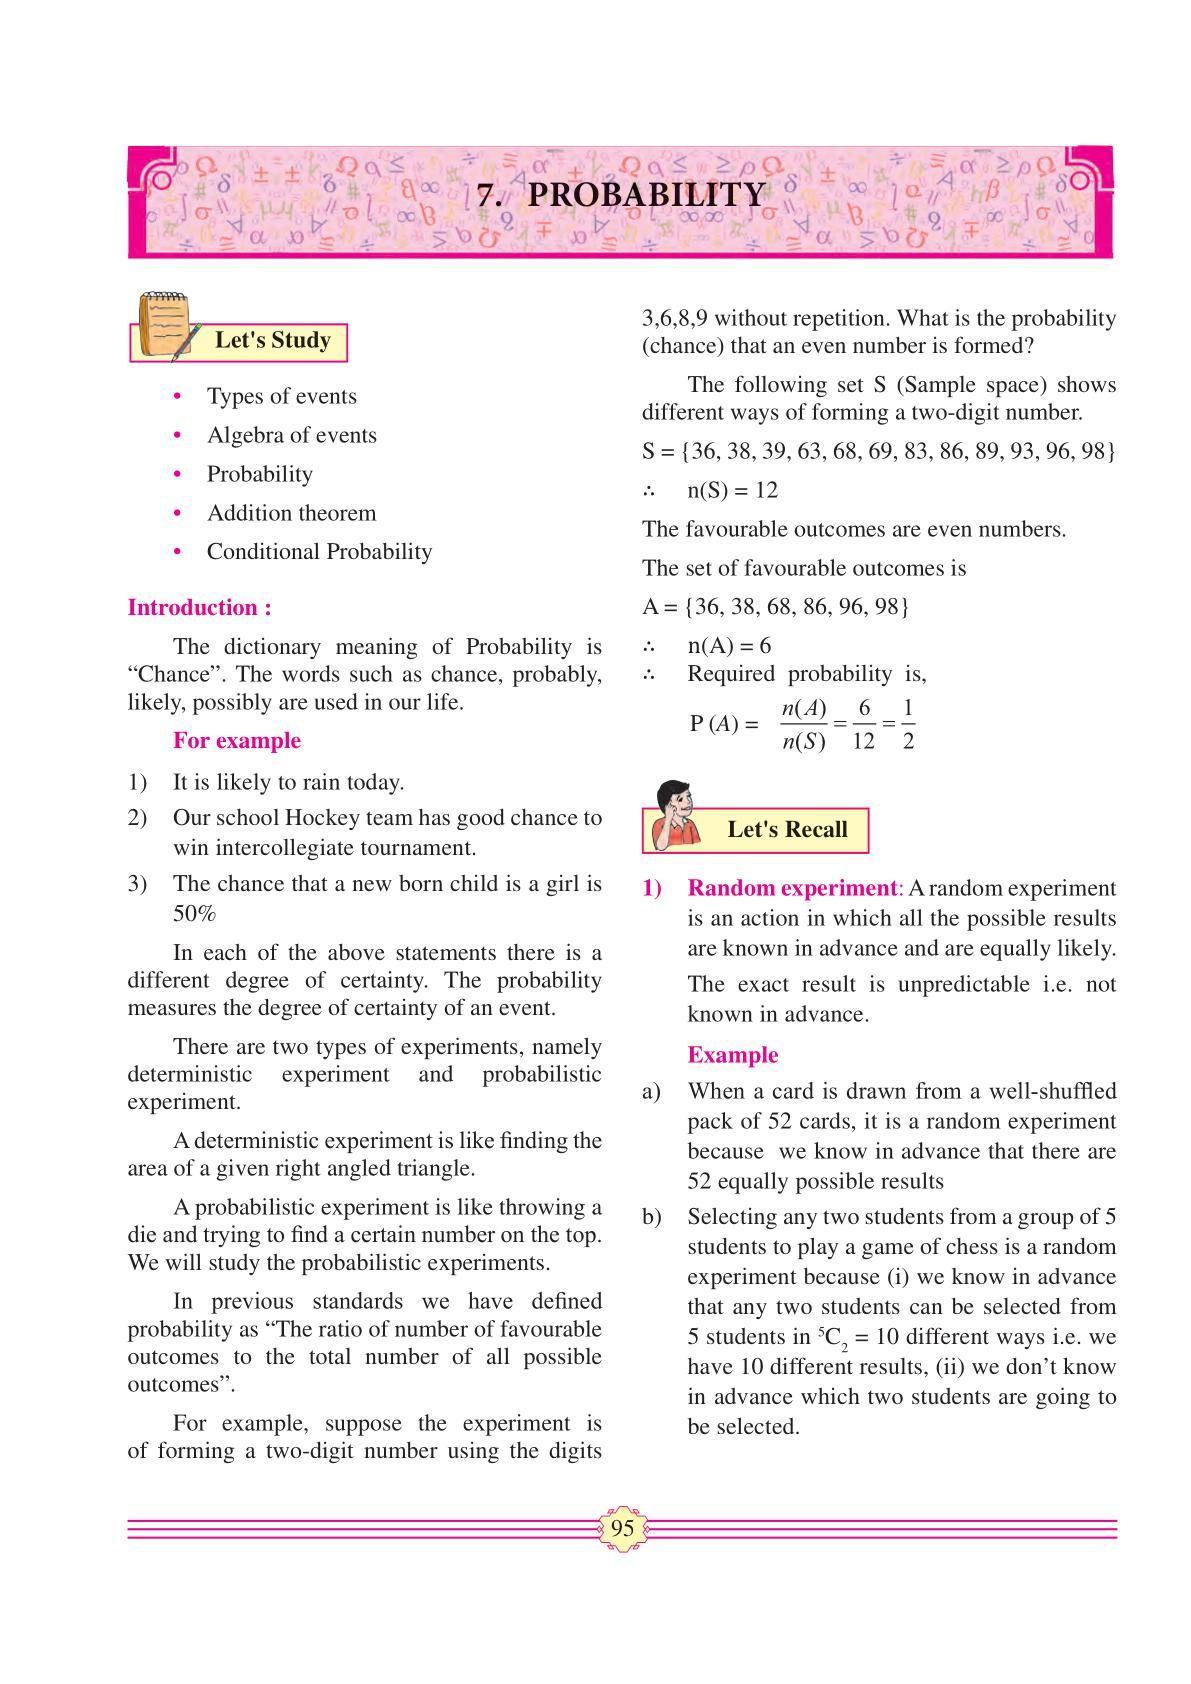 7. PROBABILITY
Let's Study
• Types of events
• Algebra of events
• Probability
• Addition theorem
• Conditional Probability
Introduction :
The dictionary meaning of Probability is
“Chance”. The words such as chance, probably,
likely, possibly are used in our life.
For example
1) It is likely to rain today.
2) Our school Hockey team has good chance to
win intercollegiate tournament.
3) The chance that a new born child is a girl is
50%
In each of the above statements there is a
different degree of certainty. The probability
measures the degree of certainty of an event.
There are two types of experiments, namely
deterministic experiment and probabilistic
experiment.
A deterministic experiment is like finding the
area of a given right angled triangle.
A probabilistic experiment is like throwing a
die and trying to find a certain number on the top.
We will study the probabilistic experiments.
In previous standards we have defined
probability as “The ratio of number of favourable
outcomes to the total number of all possible
outcomes”.
For example, suppose the experiment is
of forming a two-digit number using the digits
3,6,8,9 without repetition. What is the probability
(chance) that an even number is formed?
The following set S (Sample space) shows
different ways of forming a two-digit number.
S = {36, 38, 39, 63, 68, 69, 83, 86, 89, 93, 96, 98}
∴ n(S) = 12
The favourable outcomes are even numbers.
The set of favourable outcomes is
A = {36, 38, 68, 86, 96, 98}
∴ n(A) = 6
∴ Required probability is,
P (A) = n(A)/n(S) = 6/12 = 1/2
Let's Recall
1) Random experiment: A random experiment
is an action in which all the possible results
are known in advance and are equally likely.
The exact result is unpredictable i.e. not
known in advance.
Example
a) When a card is drawn from a well-shuffled
pack of 52 cards, it is a random experiment
because we know in advance that there are
52 equally possible results
b) Selecting any two students from a group of 5
students to play a game of chess is a random
experiment because (i) we know in advance
that any two students can be selected from
5 students in ⁵C₂ = 10 different ways i.e. we
have 10 different results, (ii) we don’t know
in advance which two students are going to
be selected.
95